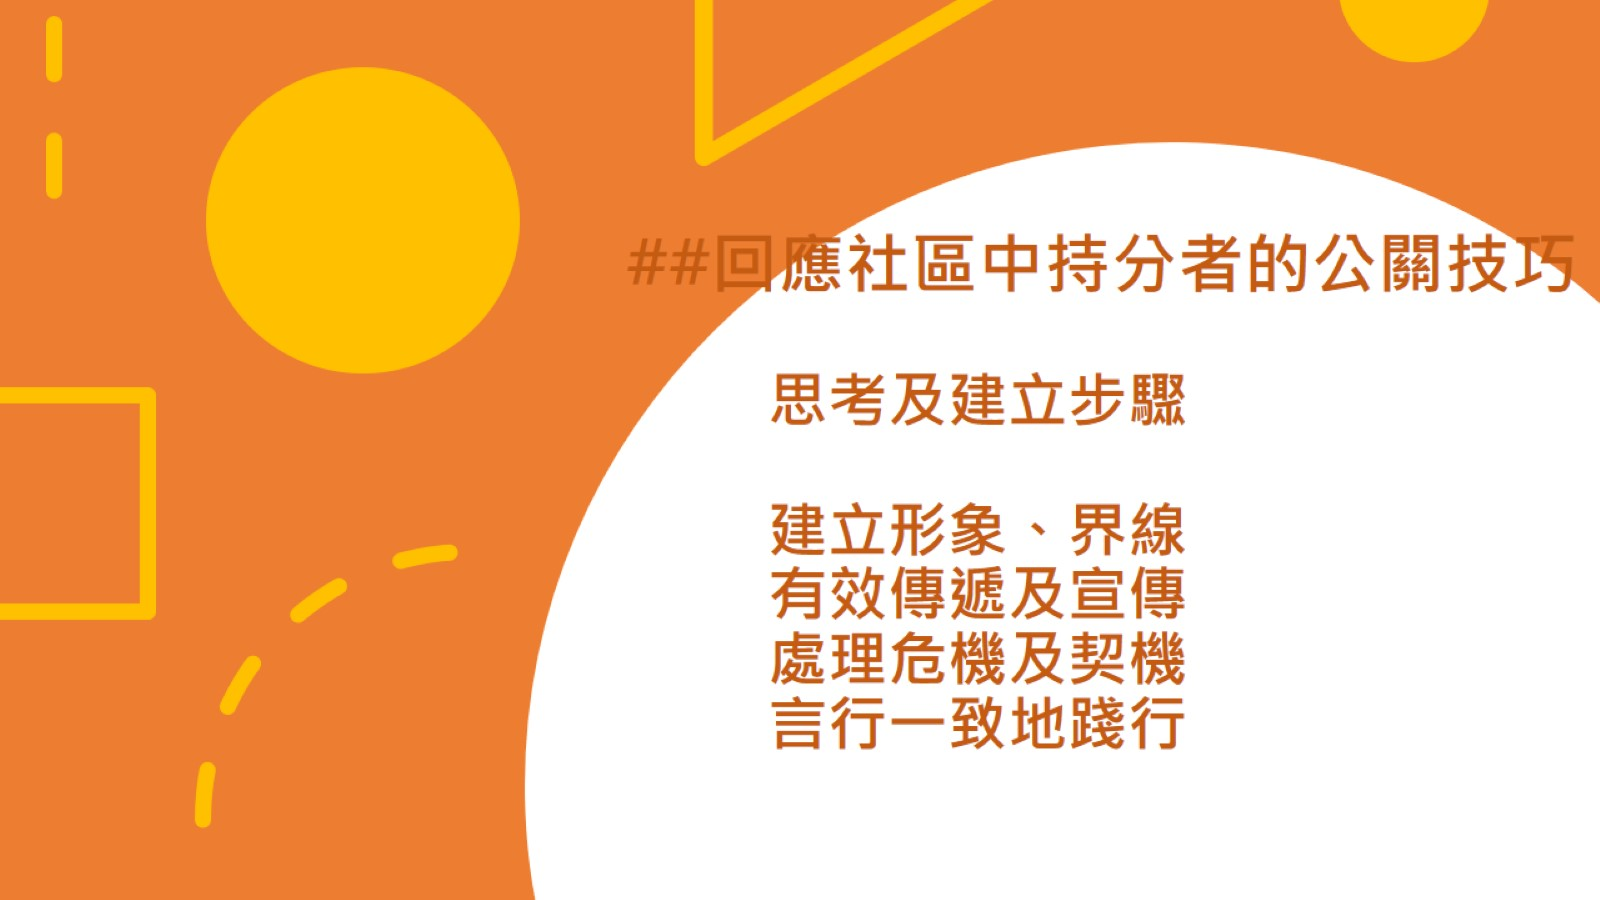 ##回應社區中持分者的公關技巧
思考及建立步驟
建立形象、界線
有效傳遞及宣傳
處理危機及契機
言行一致地踐行